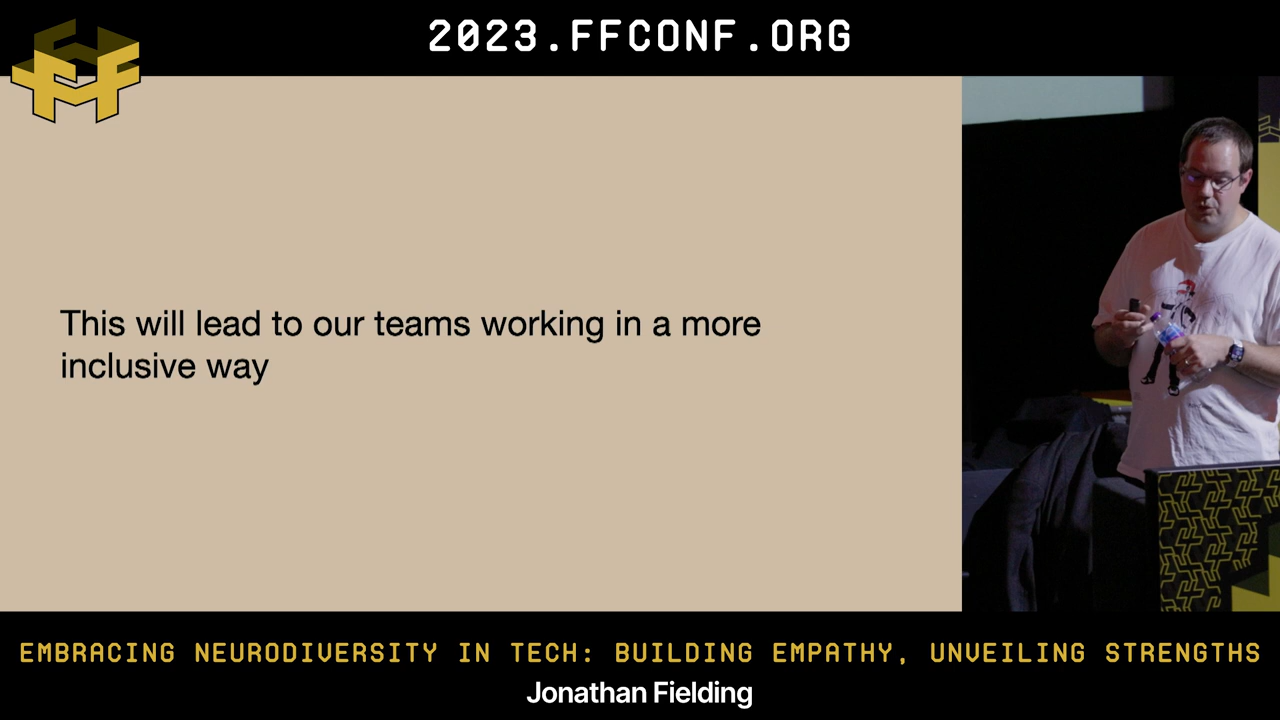 2023.FFCONF.ORG
This will lead to our teams working in a more
inclusive way
EMBRACING NEURODIVERSITY IN TECH: BUILDING EMPATHY, UNVEILING STRENGTHS
Jonathan Fielding